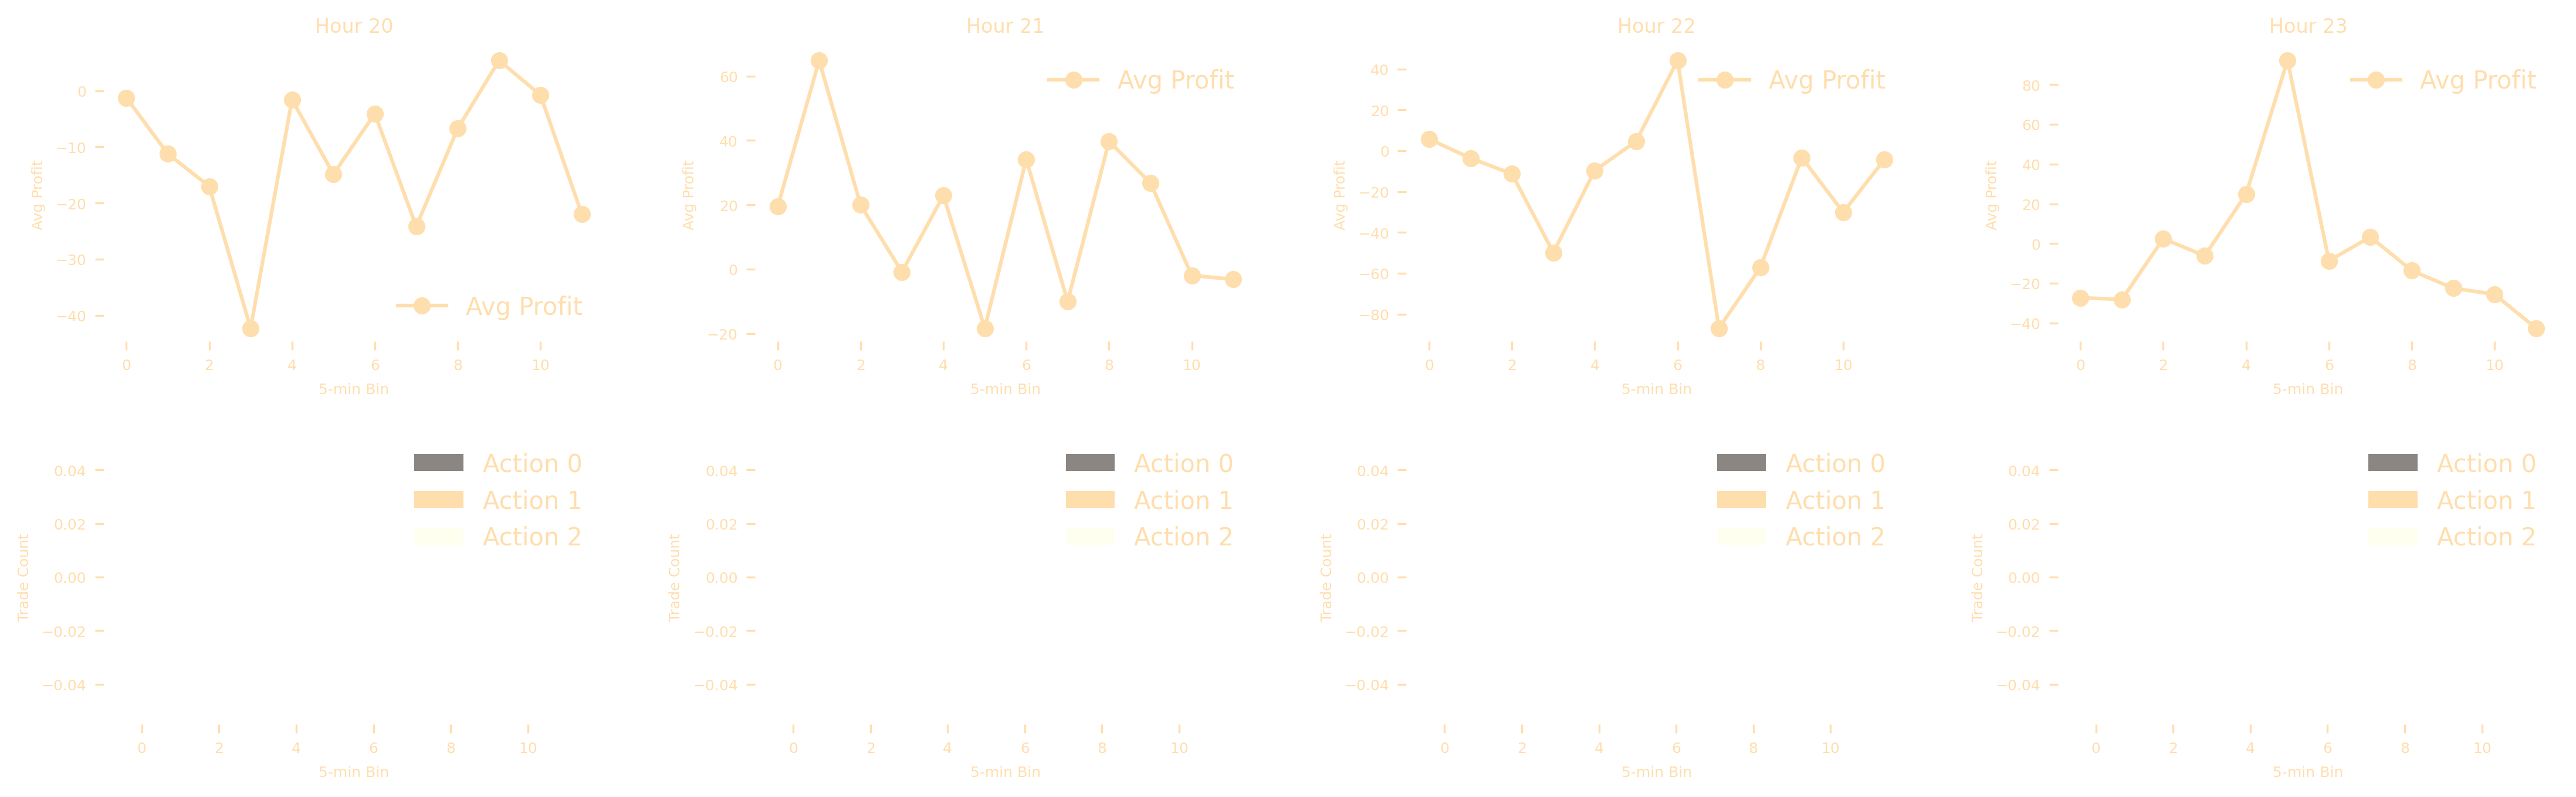 Hour 20
Hour 21
Hour 22
Hour 23
Avg Profit
0
−10
−20
−30
−40
Avg Profit
0 2 4 6 8 10
5-min Bin
Avg Profit
60
40
20
0
−20
Avg Profit
0 2 4 6 8 10
5-min Bin
Avg Profit
40
20
0
−20
−40
−60
−80
Avg Profit
0 2 4 6 8 10
5-min Bin
Avg Profit
80
60
40
20
0
−20
−40
Avg Profit
0 2 4 6 8 10
5-min Bin
Trade Count
0.04
0.02
0.00
−0.02
−0.04
Action 0
Action 1
Action 2
0 2 4 6 8 10
5-min Bin
Trade Count
0.04
0.02
0.00
−0.02
−0.04
Action 0
Action 1
Action 2
0 2 4 6 8 10
5-min Bin
Trade Count
0.04
0.02
0.00
−0.02
−0.04
Action 0
Action 1
Action 2
0 2 4 6 8 10
5-min Bin
Trade Count
0.04
0.02
0.00
−0.02
−0.04
Action 0
Action 1
Action 2
0 2 4 6 8 10
5-min Bin